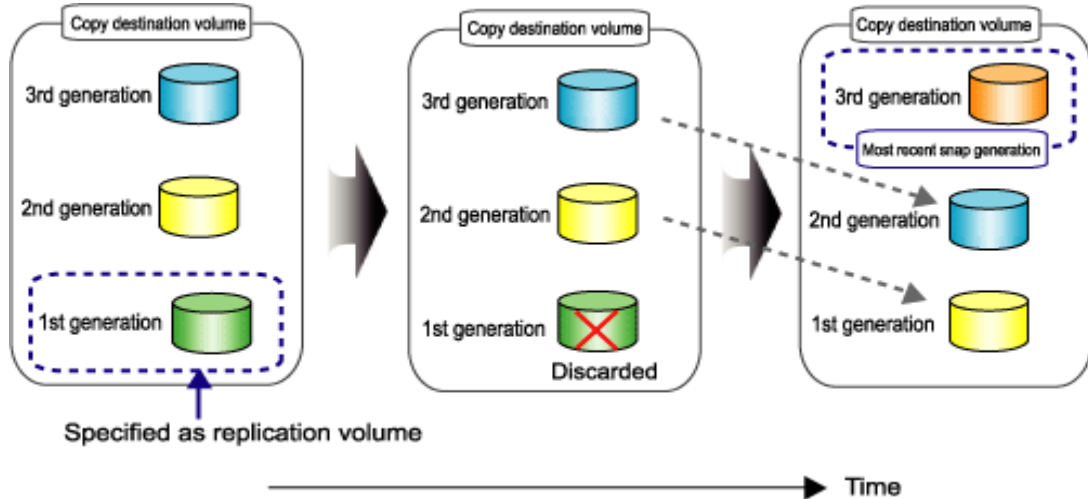 Copy destination volume
3rd generation
2nd generation
1st generation
Specified as replication volume
Copy destination volume
3rd generation
2nd generation
1st generation
Discarded
Copy destination volume
3rd generation
Most recent snap generation
2nd generation
1st generation
Time